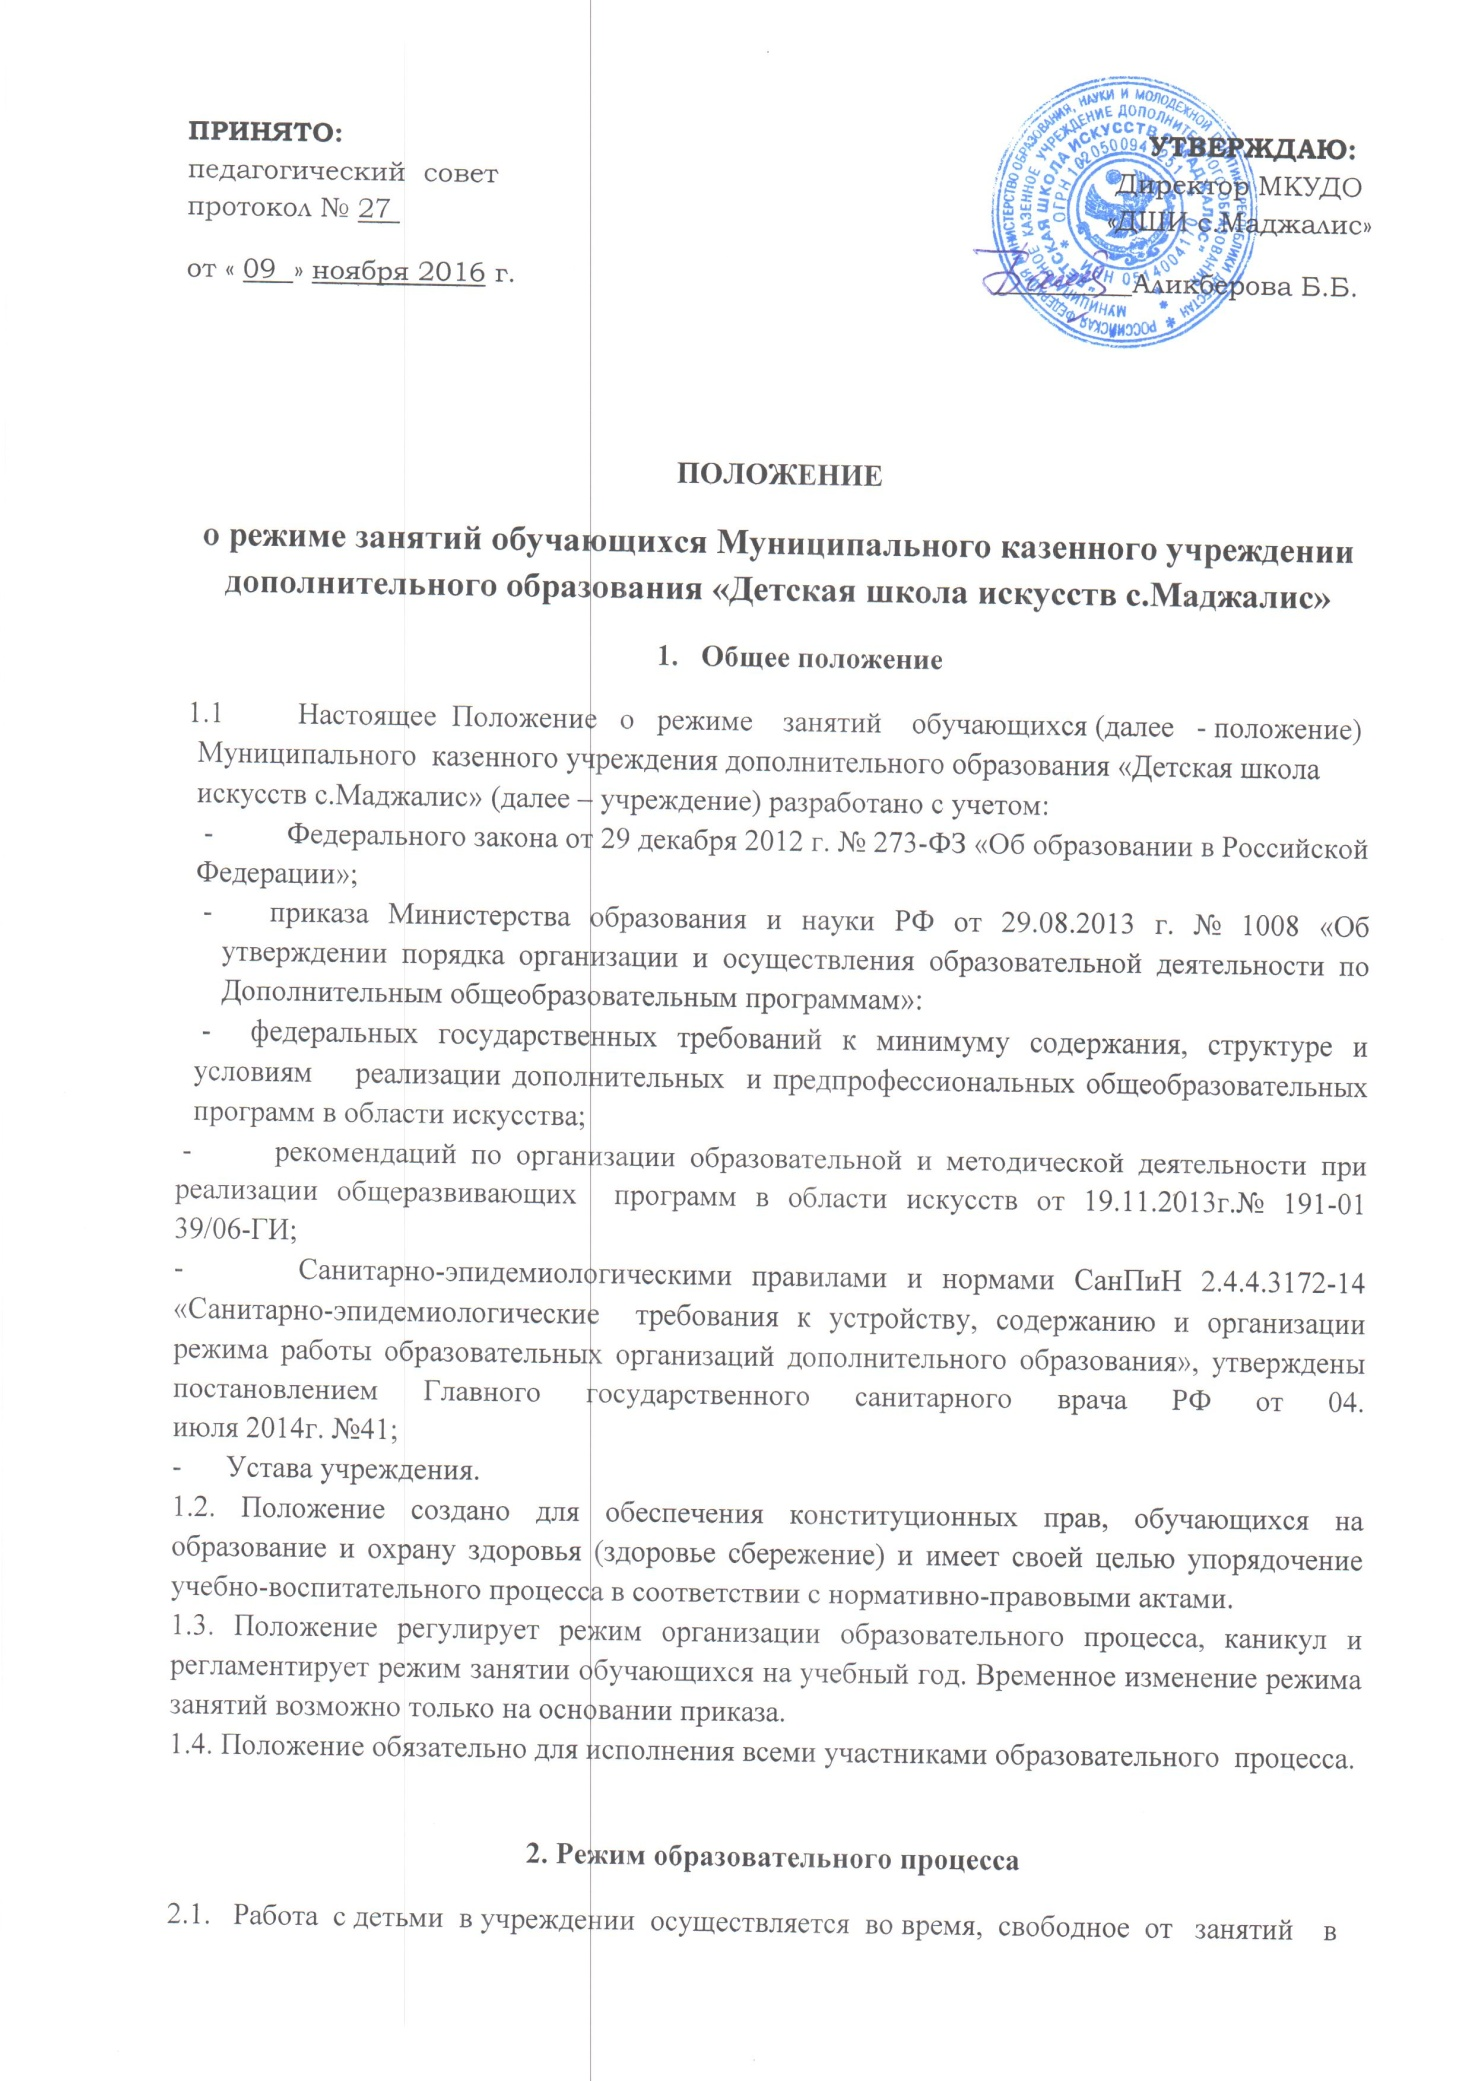 ПРИНЯТО:
педагогический совет
протокол № 27
от « 09 » ноября 2016 г.
УТВЕРЖДАЮ:
Директор МКУДО
«ДШИ с.Маджалис»
Аликберова Б.Б.
ПОЛОЖЕНИЕ
о режиме занятий обучающихся Муниципального казенного учреждении
дополнительного образования «Детская школа искусств с.Маджалис»
1. Общее положение
1.1 Настоящее Положение о режиме занятий обучающихся (далее - положение)
Муниципального казенного учреждения дополнительного образования «Детская школа
искусств с.Маджалис» (далее – учреждение) разработано с учетом:
- Федерального закона от 29 декабря 2012 г. № 273-ФЗ «Об образовании в Российской
Федерации»;
- приказа Министерства образования и науки РФ от 29.08.2013 г. № 1008 «Об
утверждении порядка организации и осуществления образовательной деятельности по
Дополнительным общеобразовательным программам»:
- федеральных государственных требований к минимуму содержания, структуре и
условиям реализации дополнительных и предпрофессиональных общеобразовательных
программ в области искусства;
- рекомендаций по организации образовательной и методической деятельности при
реализации общеразвивающих программ в области искусств от 19.11.2013г.№ 191-01
39/06-ГИ;
- Санитарно-эпидемиологическими правилами и нормами СанПиН 2.4.4.3172-14
«Санитарно-эпидемиологические требования к устройству, содержанию и организации
режима работы образовательных организаций дополнительного образования», утверждены
постановлением Главного государственного санитарного врача РФ от 04.
июля 2014г. №41;
- Устава учреждения.
1.2. Положение создано для обеспечения конституционных прав, обучающихся на
образование и охрану здоровья (здоровье сбережение) и имеет своей целью упорядочение
учебно-воспитательного процесса в соответствии с нормативно-правовыми актами.
1.3. Положение регулирует режим организации образовательного процесса, каникул и
регламентирует режим занятии обучающихся на учебный год. Временное изменение режима
занятий возможно только на основании приказа.
1.4. Положение обязательно для исполнения всеми участниками образовательного процесса.
2. Режим образовательного процесса
2.1. Работа с детьми в учреждении осуществляется во время, свободное от занятий в